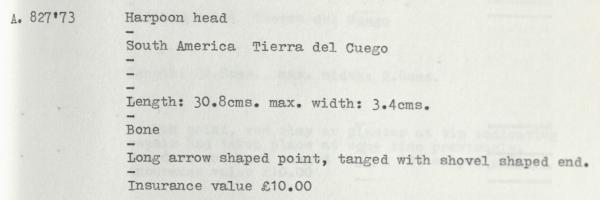 A. 827'73 Harpoon head
South America Tierra del Cuego
Length: 30.8cms. max. width: 3.4cms.
Bone
Long arrow shaped point, tanged with shovel shaped end.
Insurance value £10.00